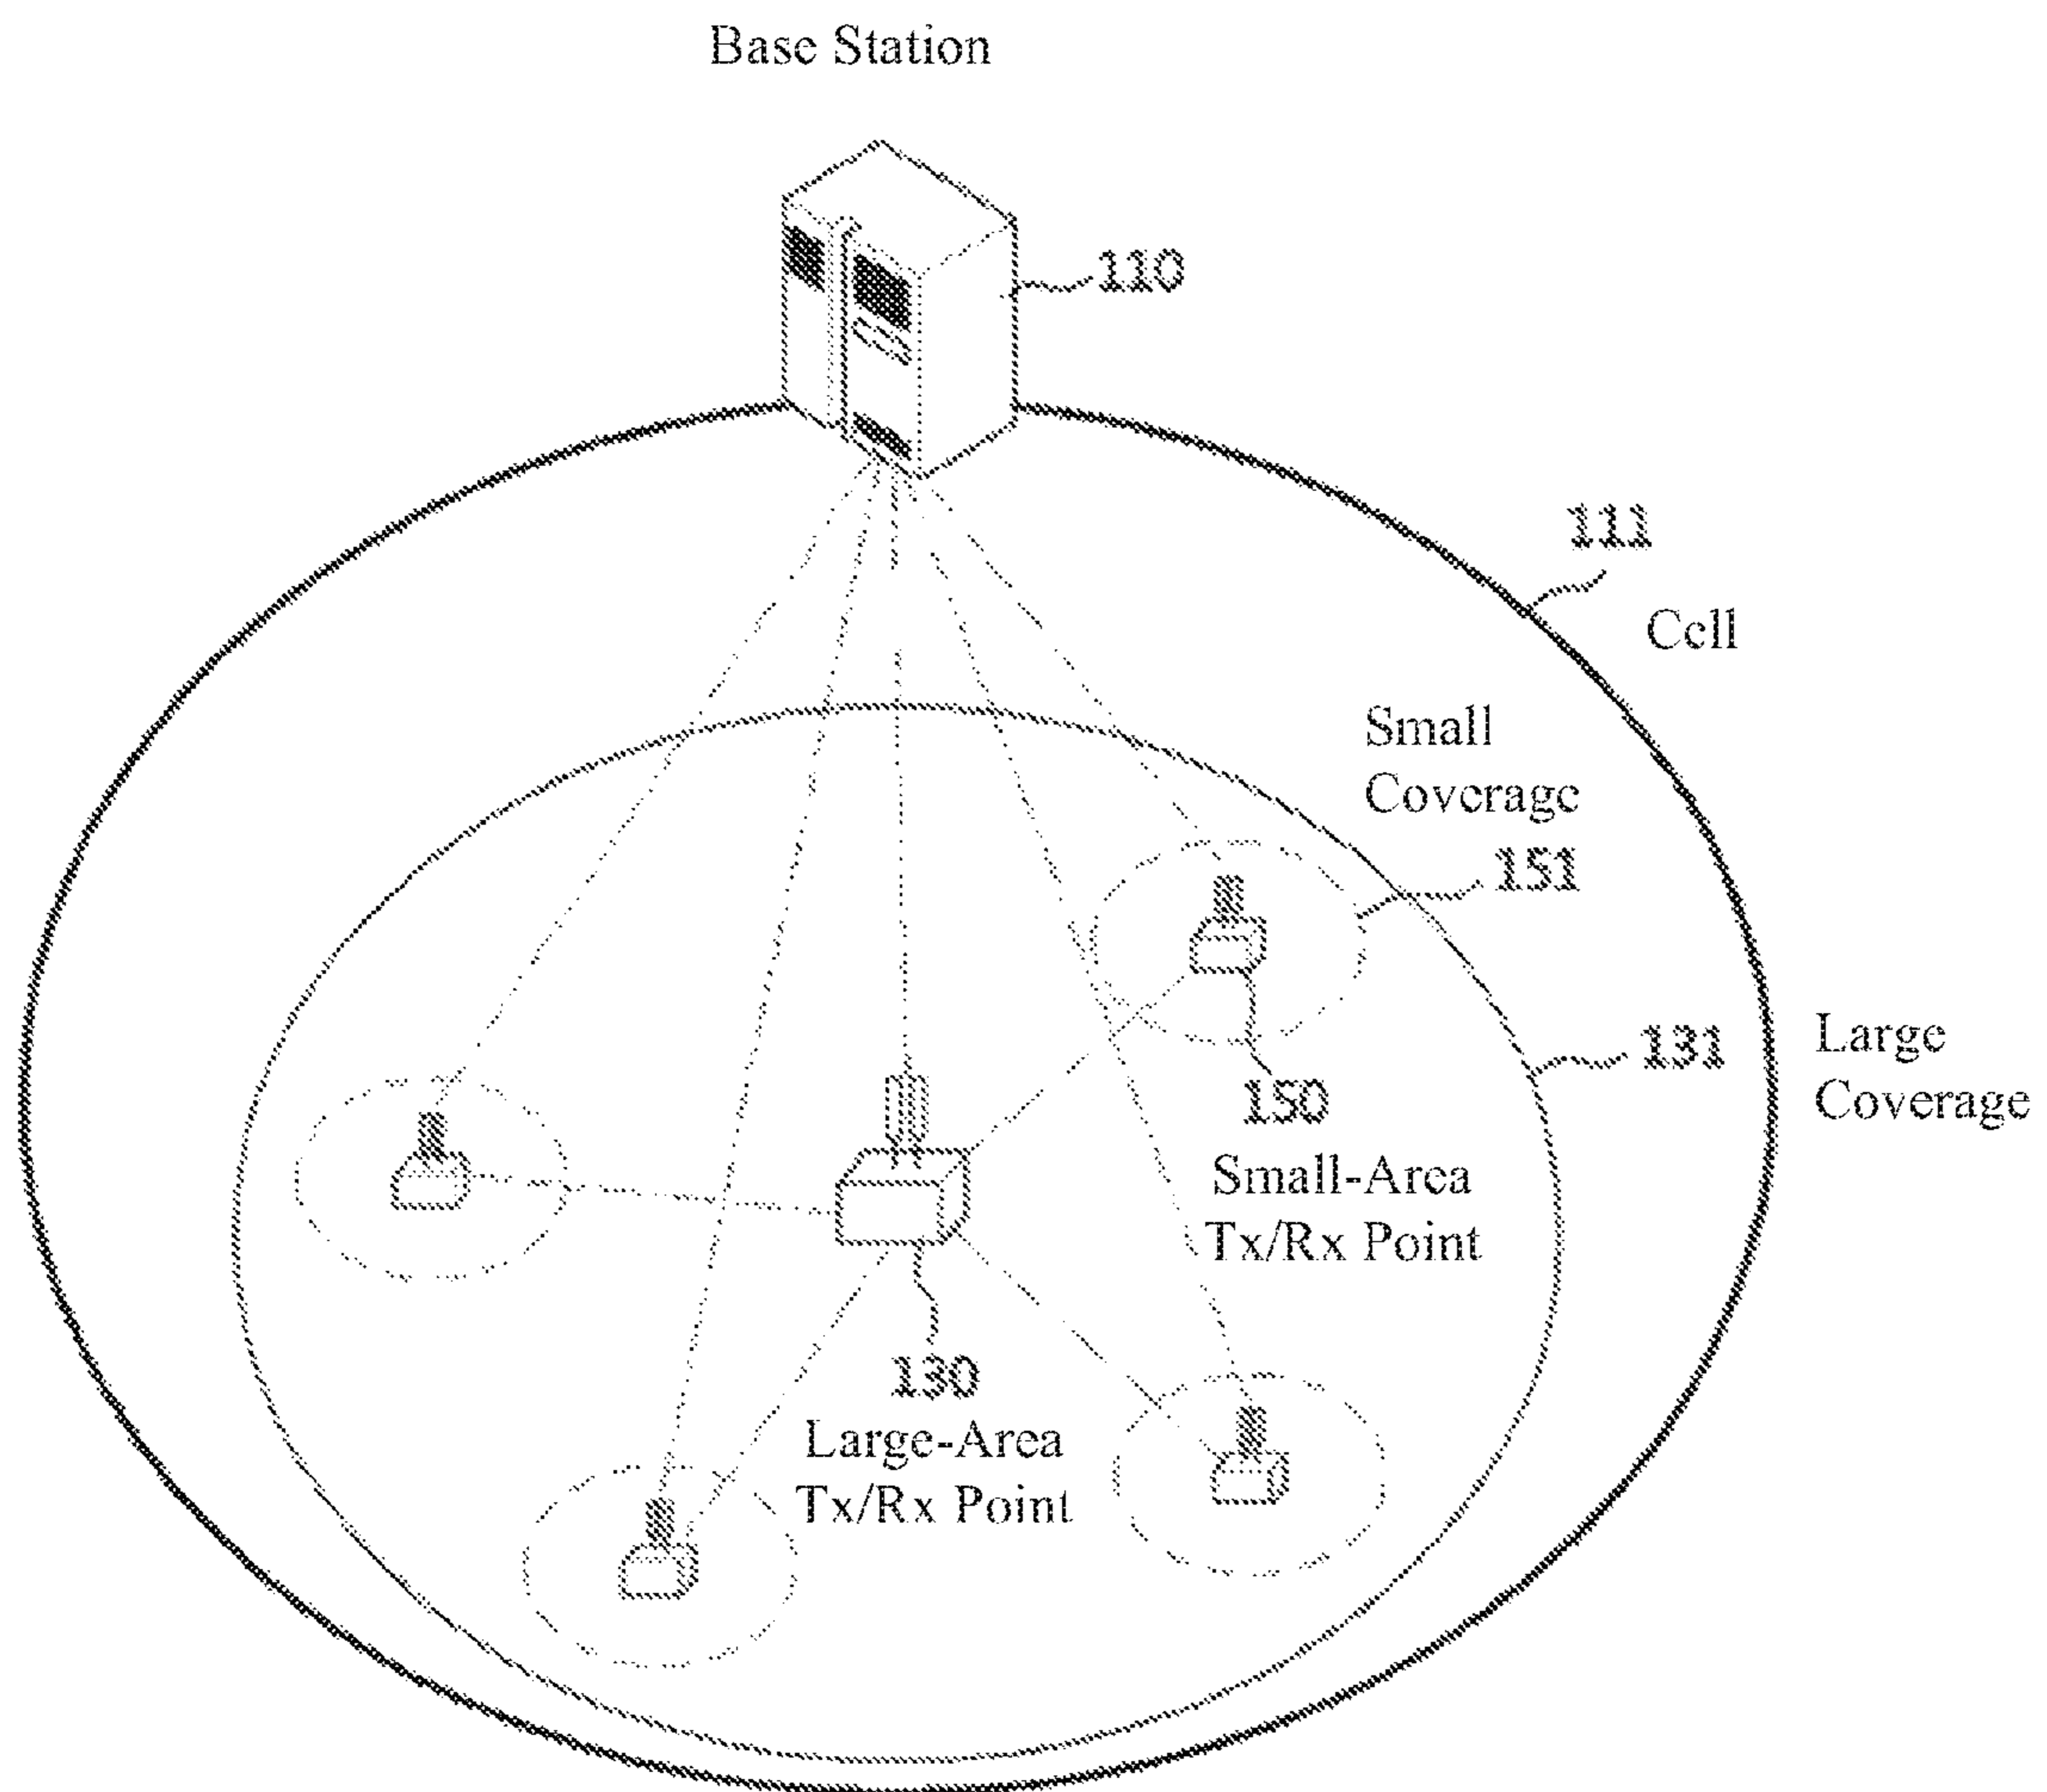 Base Station
110
111
Cell
Small
Coverage
151
131
Large
Coverage
150
Small-Area
Tx/Rx Point
130
Large-Area
Tx/Rx Point